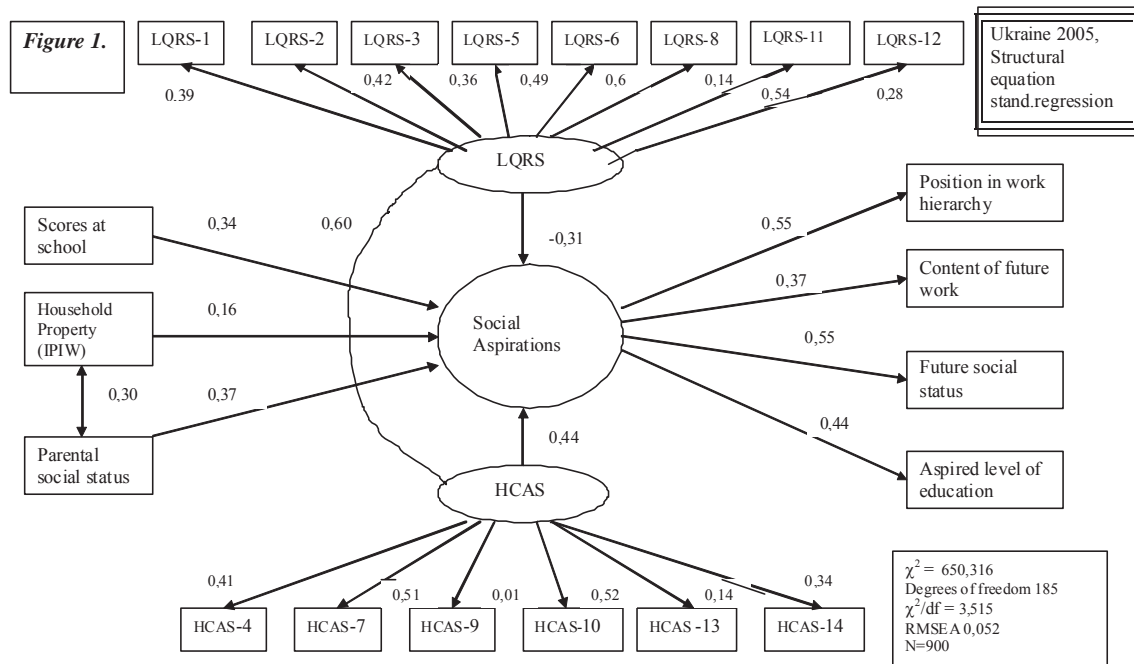 Figure 1.
LQRS-1
LQRS-2
LQRS-3
LQRS-5
LQRS-6
LQRS-8
LQRS-11
LQRS-12
Ukraine 2005,
Structural
equation
stand.regression
0.39
0,42
0,36
0,49
0,6
0,14
0,54
0,28
LQRS
Scores at
school
0,34
0,60
-0,31
0,55
Position in work
hierarchy
Household
Property
(IPIW)
0,16
Social
Aspirations
0,37
Content of future
work
0,30
0,37
0,55
Future social
status
Parental
social status
0,44
0,44
Aspired level of
education
HCAS
0,41
0,51
0,01
0,52
0,14
0,34
HCAS-4
HCAS-7
HCAS-9
HCAS-10
HCAS -13
HCAS-14
χ² = 650,316
Degrees of freedom 185
χ²/df = 3,515
RMSEA 0,052
N=900